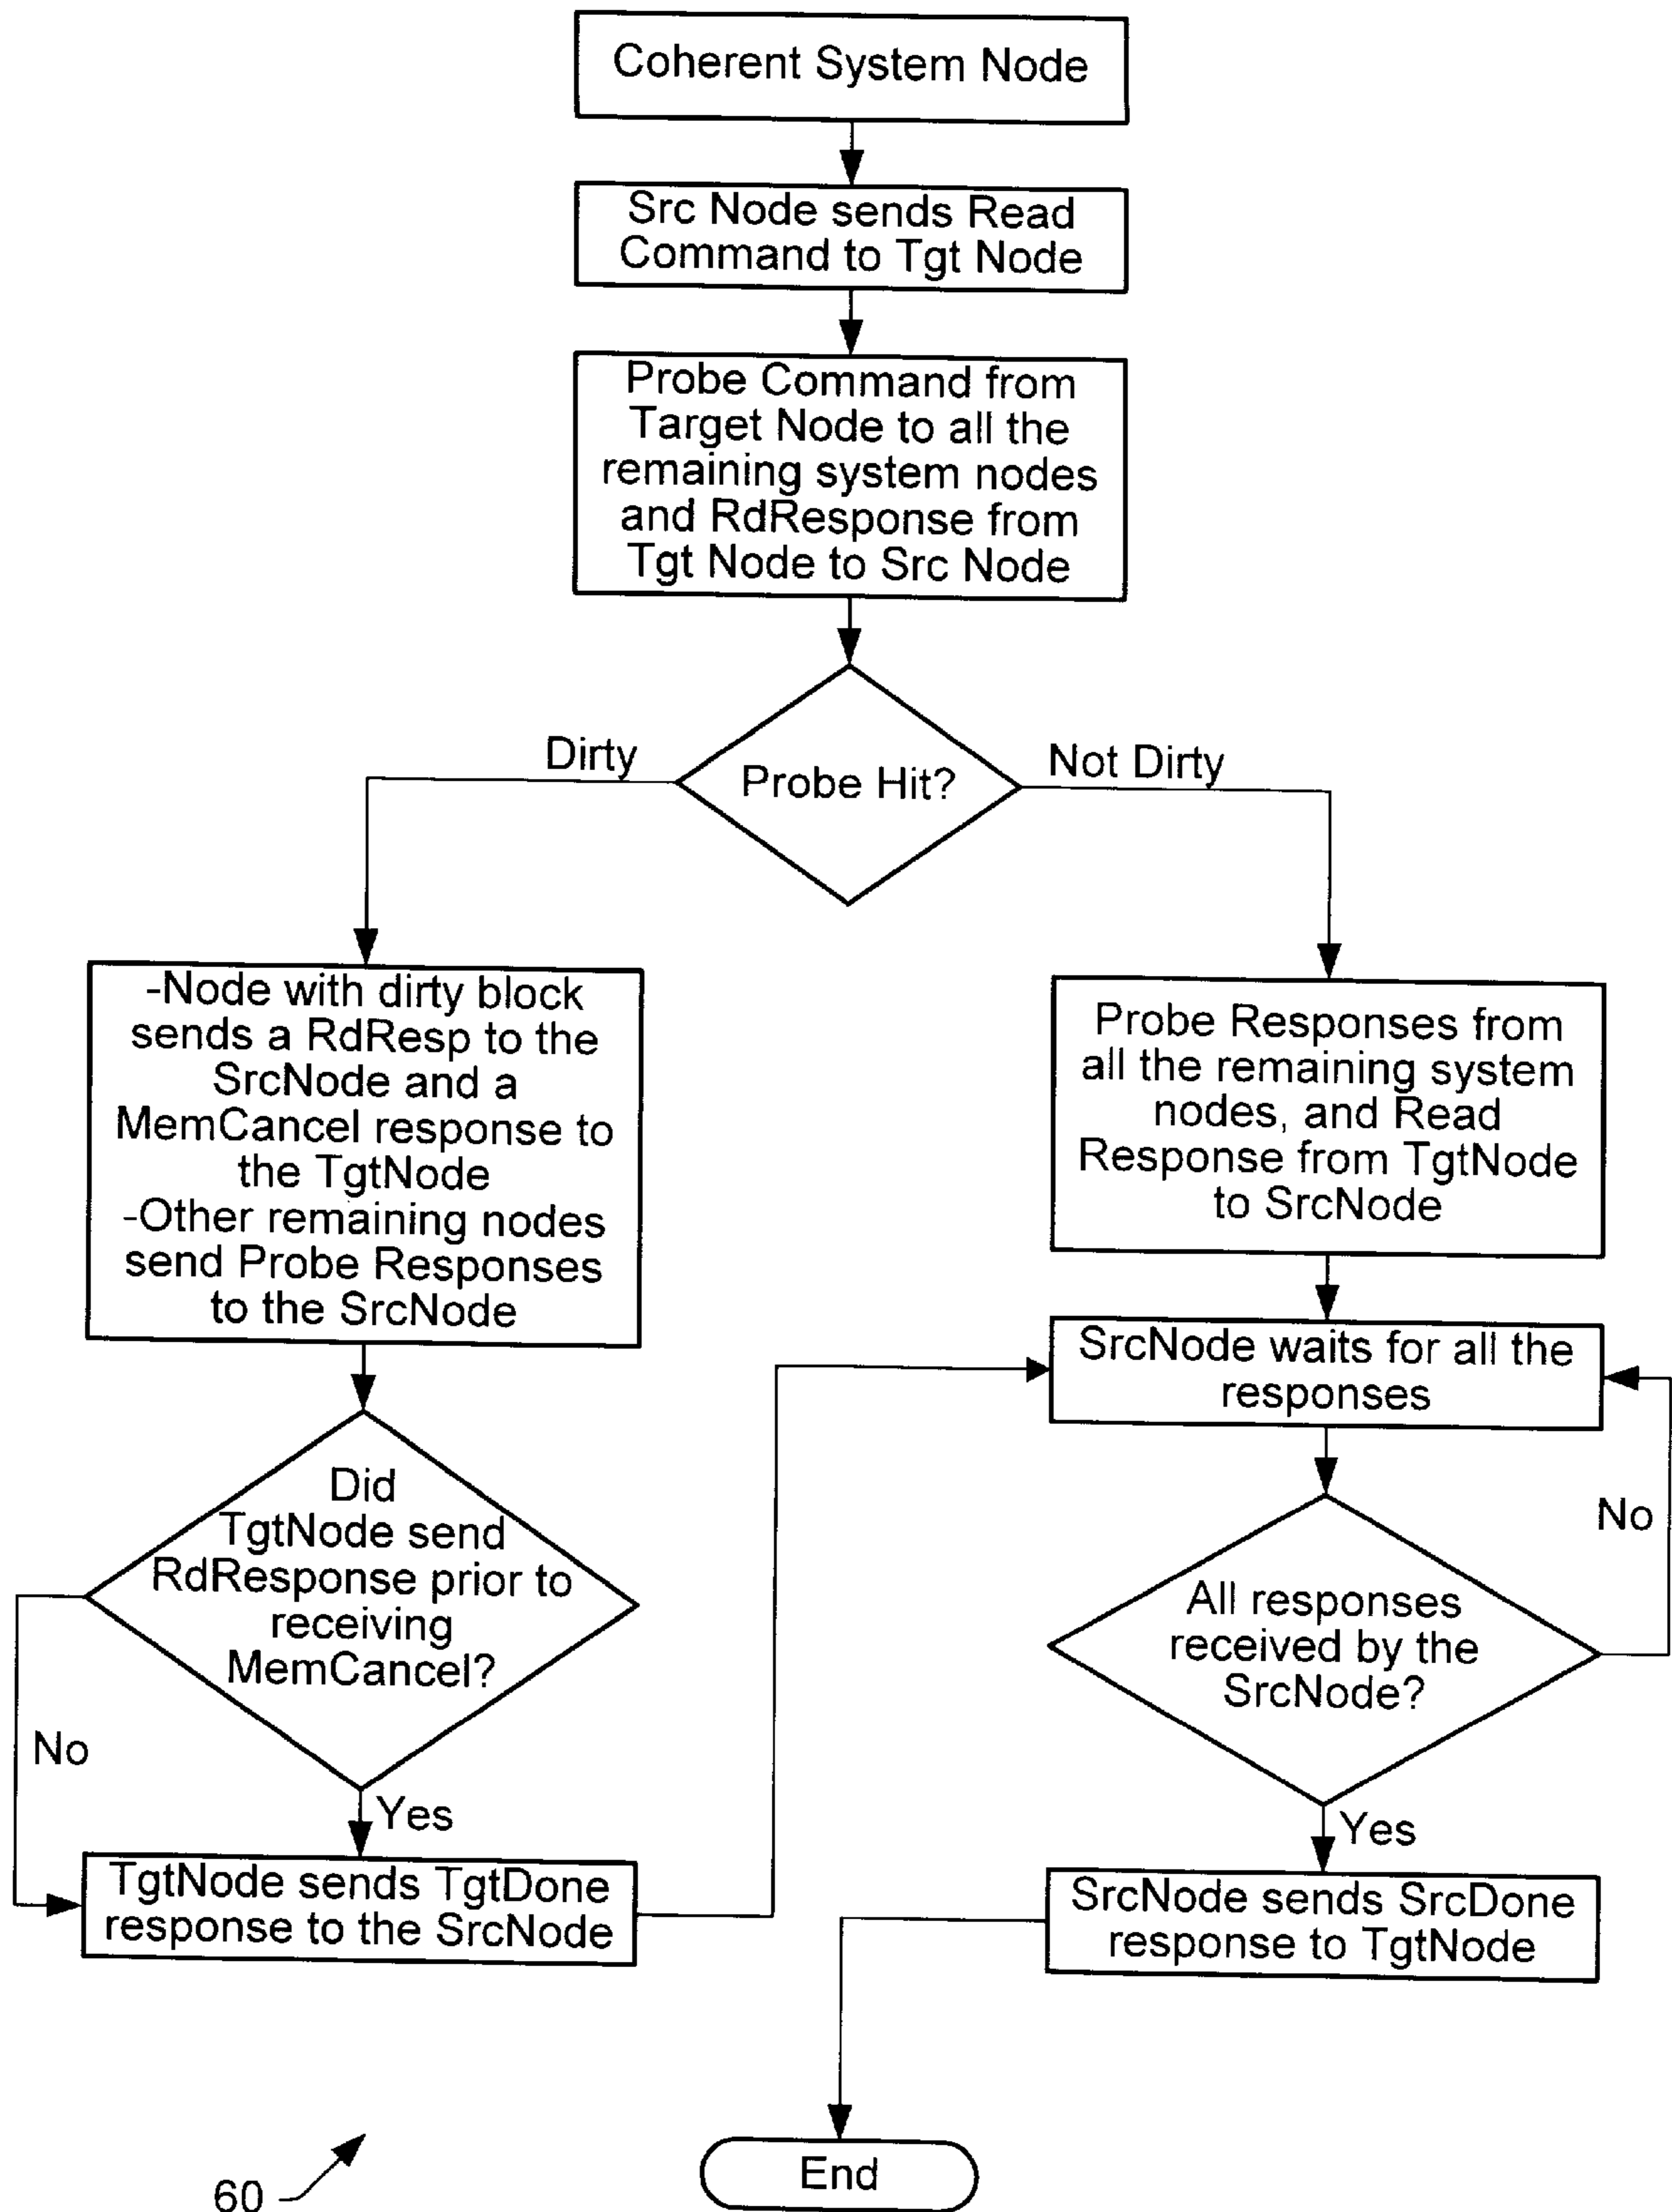 Coherent System Node
Src Node sends Read
Command to Tgt Node
Probe Command from
Target Node to all the
remaining system nodes
and RdResponse from
Tgt Node to Src Node
Probe Hit?
Dirty
Not Dirty
-Node with dirty block
sends a RdResp to the
SrcNode and a
MemCancel response to
the TgtNode
-Other remaining nodes
send Probe Responses
to the SrcNode
Probe Responses from
all the remaining system
nodes, and Read
Response from TgtNode
to SrcNode
SrcNode waits for all the
responses
Did
TgtNode send
RdResponse prior to
receiving
MemCancel?
No
Yes
TgtNode sends TgtDone
response to the SrcNode
All responses
received by the
SrcNode?
No
Yes
SrcNode sends SrcDone
response to TgtNode
End
60